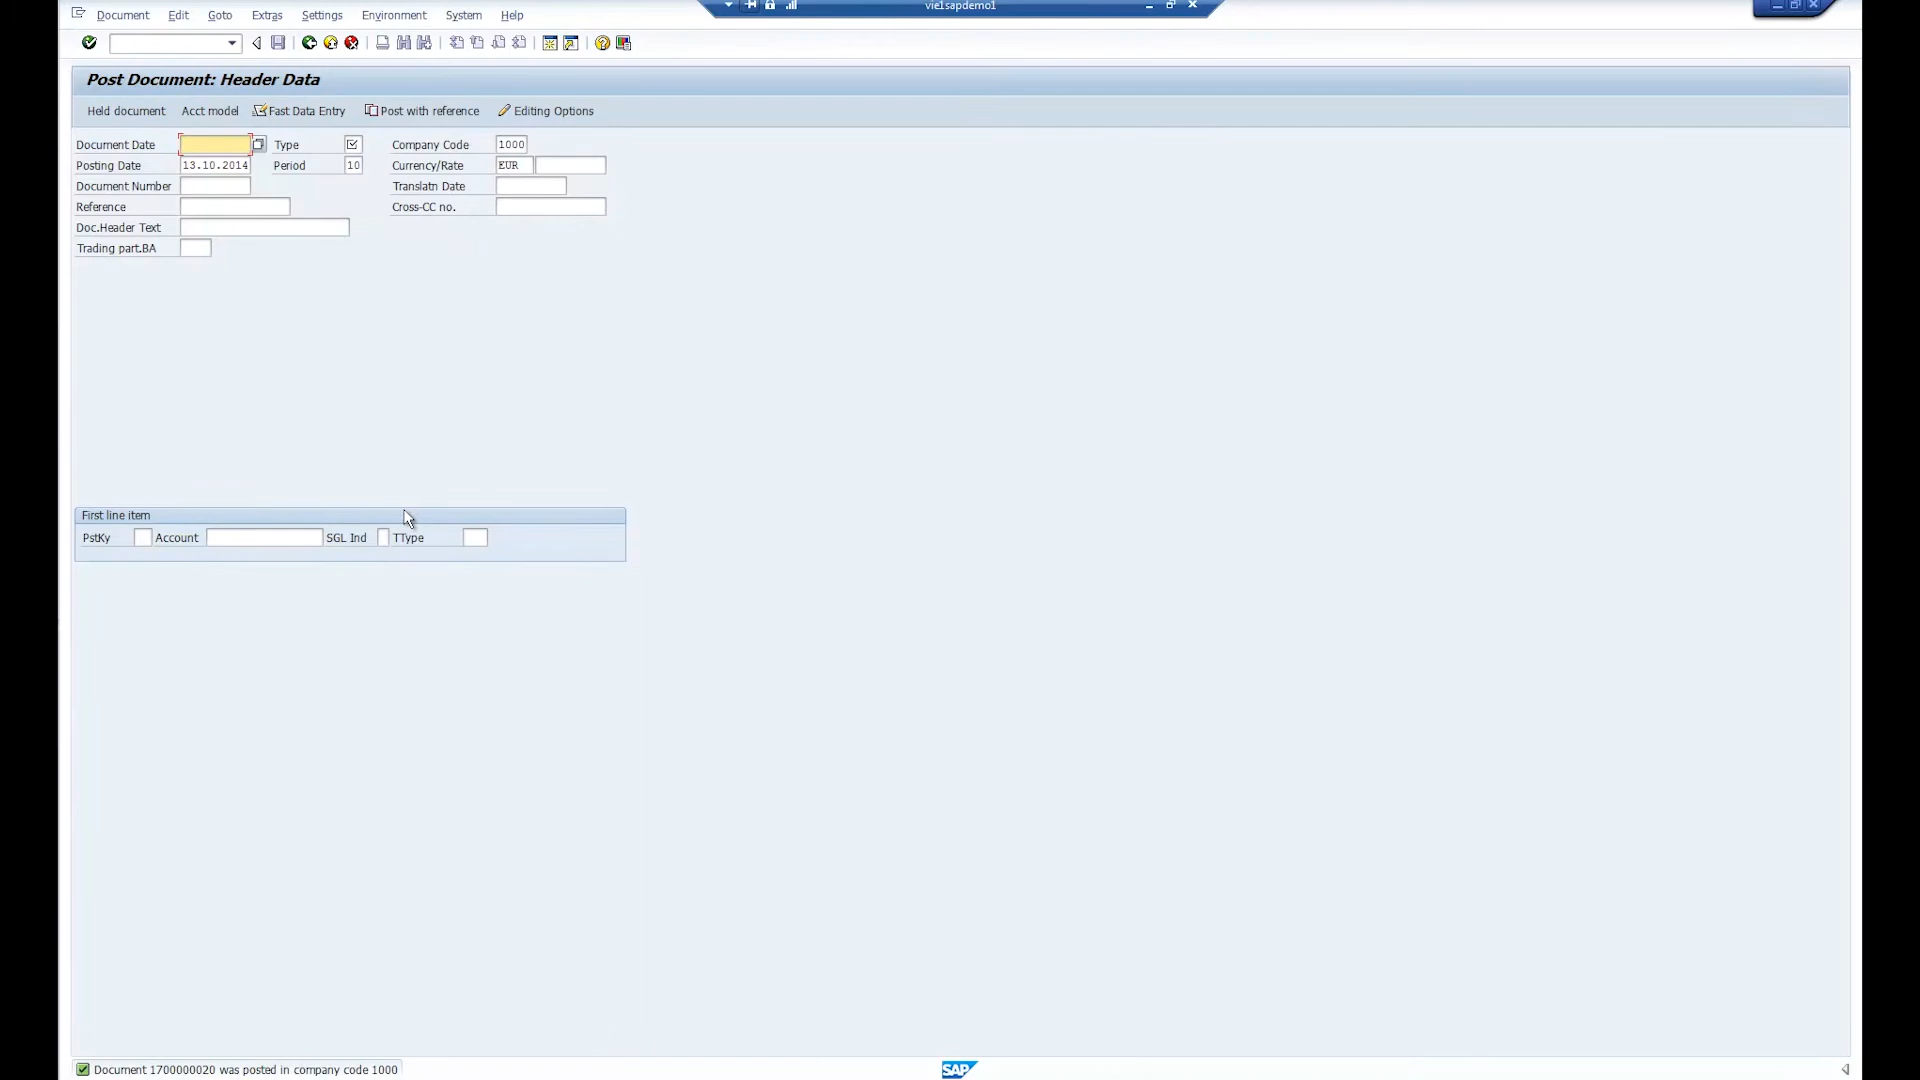 vie1sapdemo1
Document Edit Goto Extras Settings Environment System Help
Post Document: Header Data
Held document Acct model Fast Data Entry Post with reference Editing Options
Document Date Type Company Code 1000
Posting Date 13.10.2014 Period 10 Currency/Rate EUR
Document Number Translatn Date
Reference Cross-CC no.
Doc.Header Text
Trading part.BA
First line item
PstKy Account SGL Ind TType
Document 1700000020 was posted in company code 1000
SAP